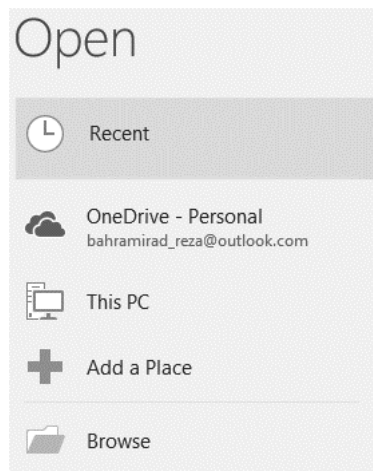 Open
Recent
OneDrive - Personal
bahramirad_reza@outlook.com
This PC
Add a Place
Browse